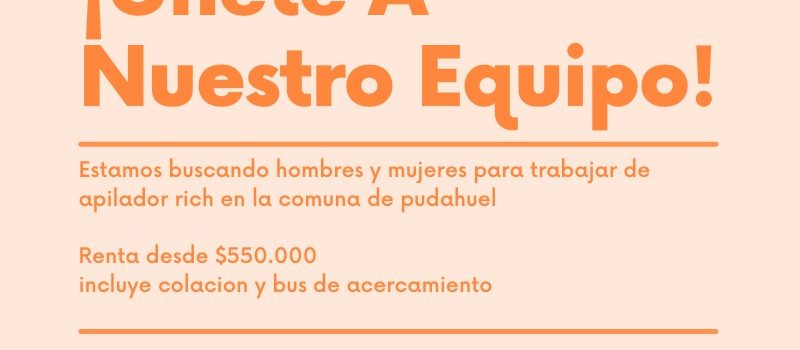 ¡Únete A
Nuestro Equipo!
Estamos buscando hombres y mujeres para trabajar de
apilador rich en la comuna de pudahuel
Renta desde $550.000
incluye colacion y bus de acercamiento